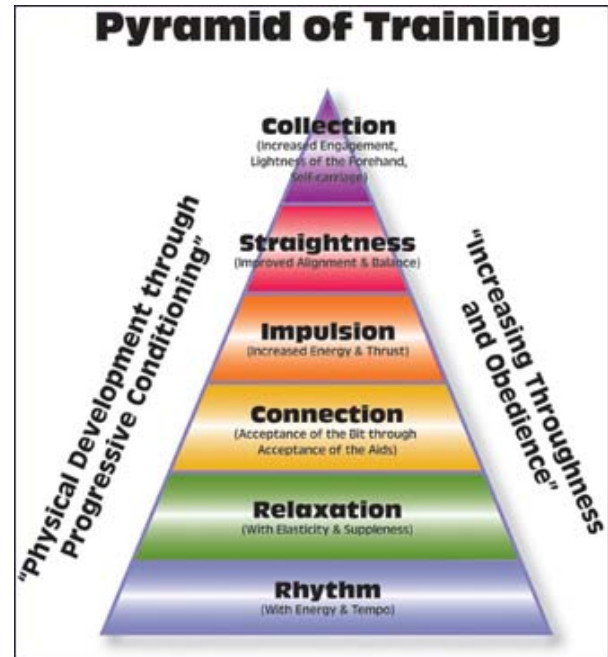 Pyramid of Training
Collection
(Increased Engagement,
Lightness of the Forehand,
Self-carriage)
Straightness
(Improved Alignment & Balance)
Impulsion
(Increased Energy & Thrust)
Connection
(Acceptance of the Bit through
Acceptance of the Aids)
Relaxation
(With Elasticity & Suppleness)
Rhythm
(With Energy & Tempo)
"Physical Development through
Progressive Conditioning"
"Increasing Throughness
and Obedience"